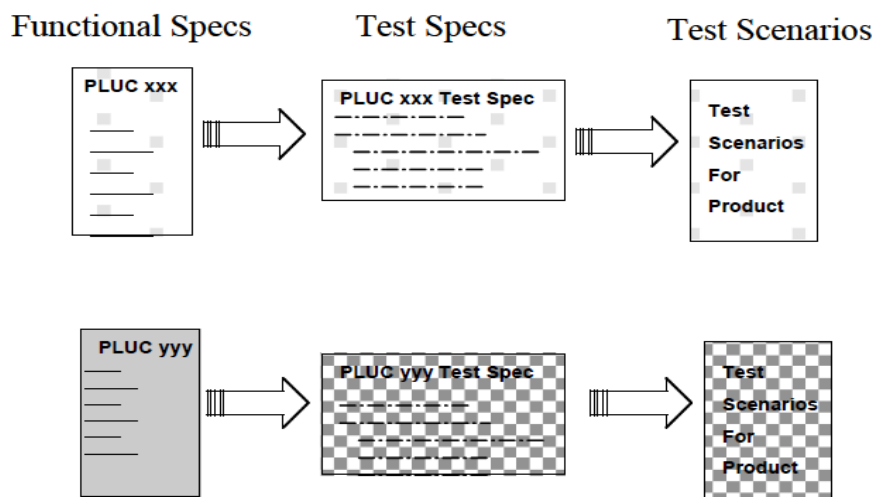 Functional Specs
Test Specs
Test Scenarios
PLUC xxx
PLUC xxx Test Spec
Test
Scenarios
For
Product
PLUC yyy
PLUC yyy Test Spec
Test
Scenarios
For
Product